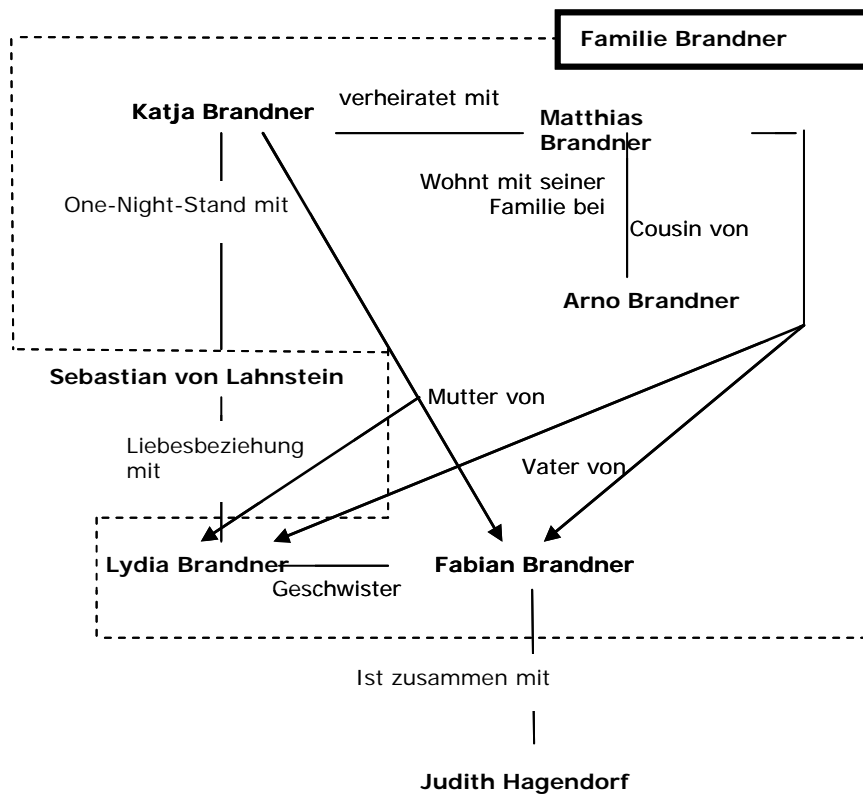 Familie Brandner
Katja Brandner
verheiratet mit
Matthias
Brandner
One-Night-Stand mit
Wohnt mit seiner
Familie bei
Cousin von
Arno Brandner
Sebastian von Lahnstein
Mutter von
Liebesbeziehung
mit
Vater von
Lydia Brandner
Geschwister
Fabian Brandner
Ist zusammen mit
Judith Hagendorf